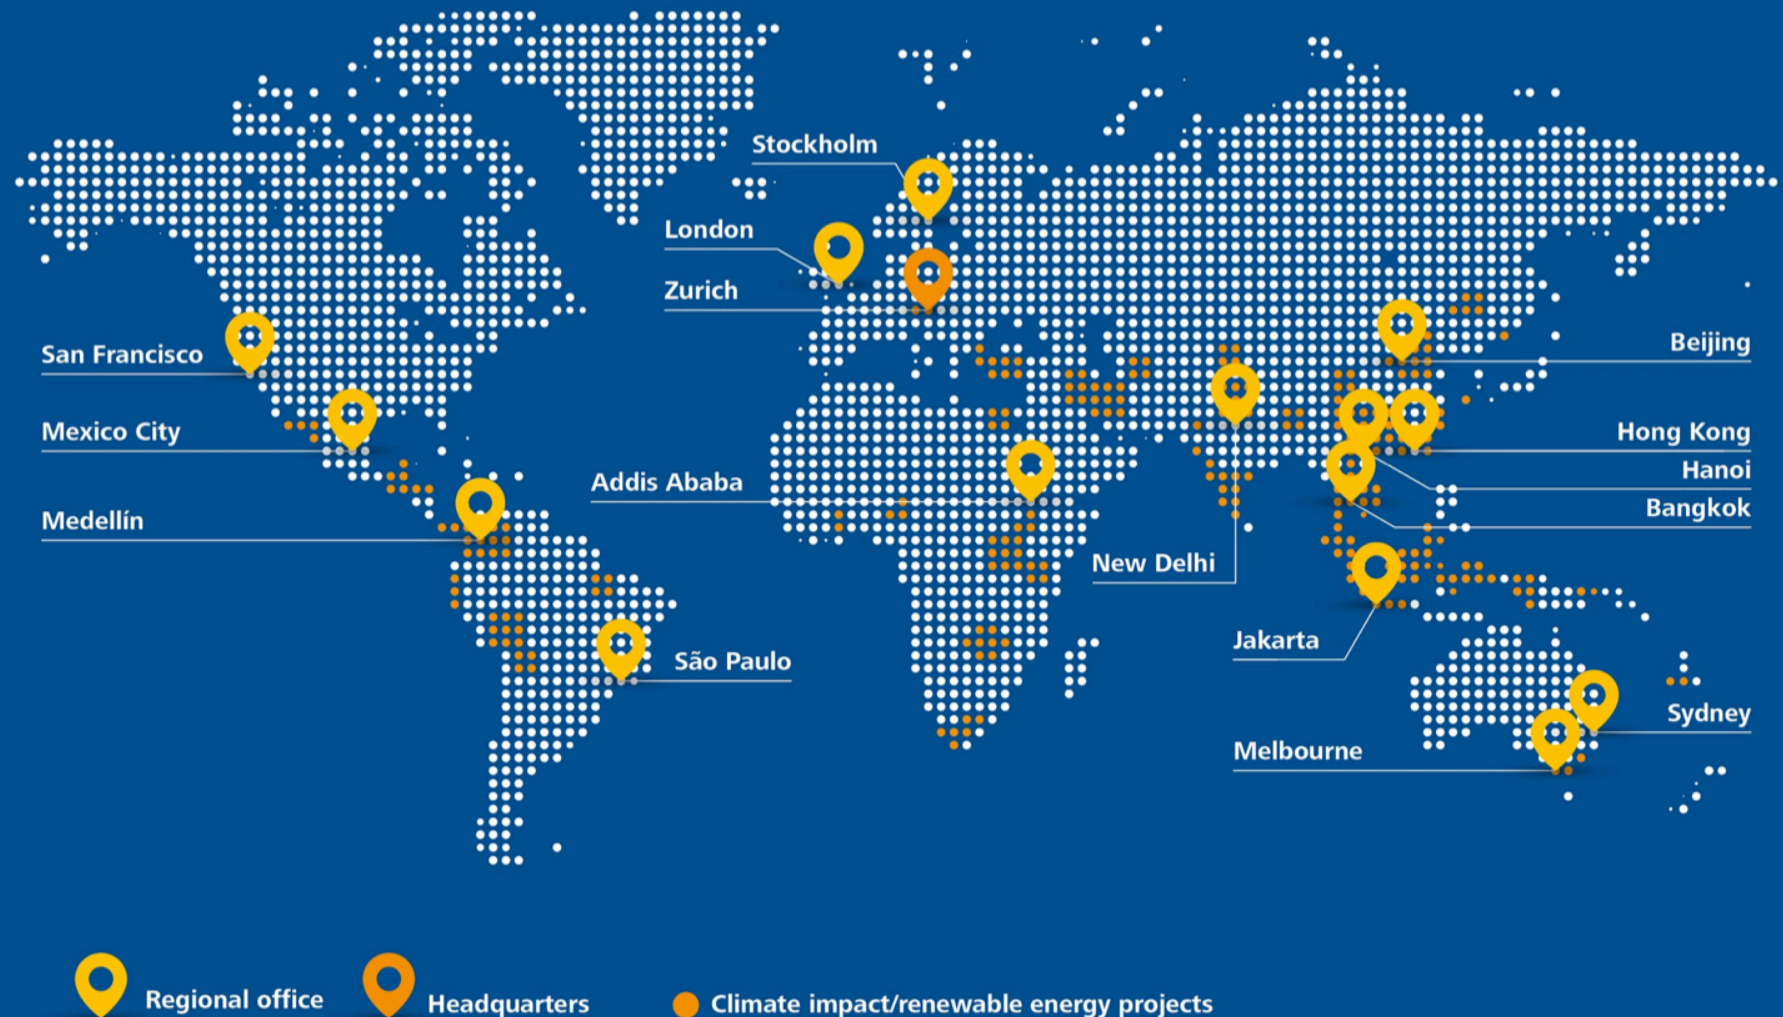 Stockholm
London
Zurich
San Francisco
Beijing
Mexico City
Hong Kong
Hanoi
Addis Ababa
Bangkok
Medellín
New Delhi
Jakarta
São Paulo
Sydney
Melbourne
Regional office
Headquarters
Climate impact/renewable energy projects